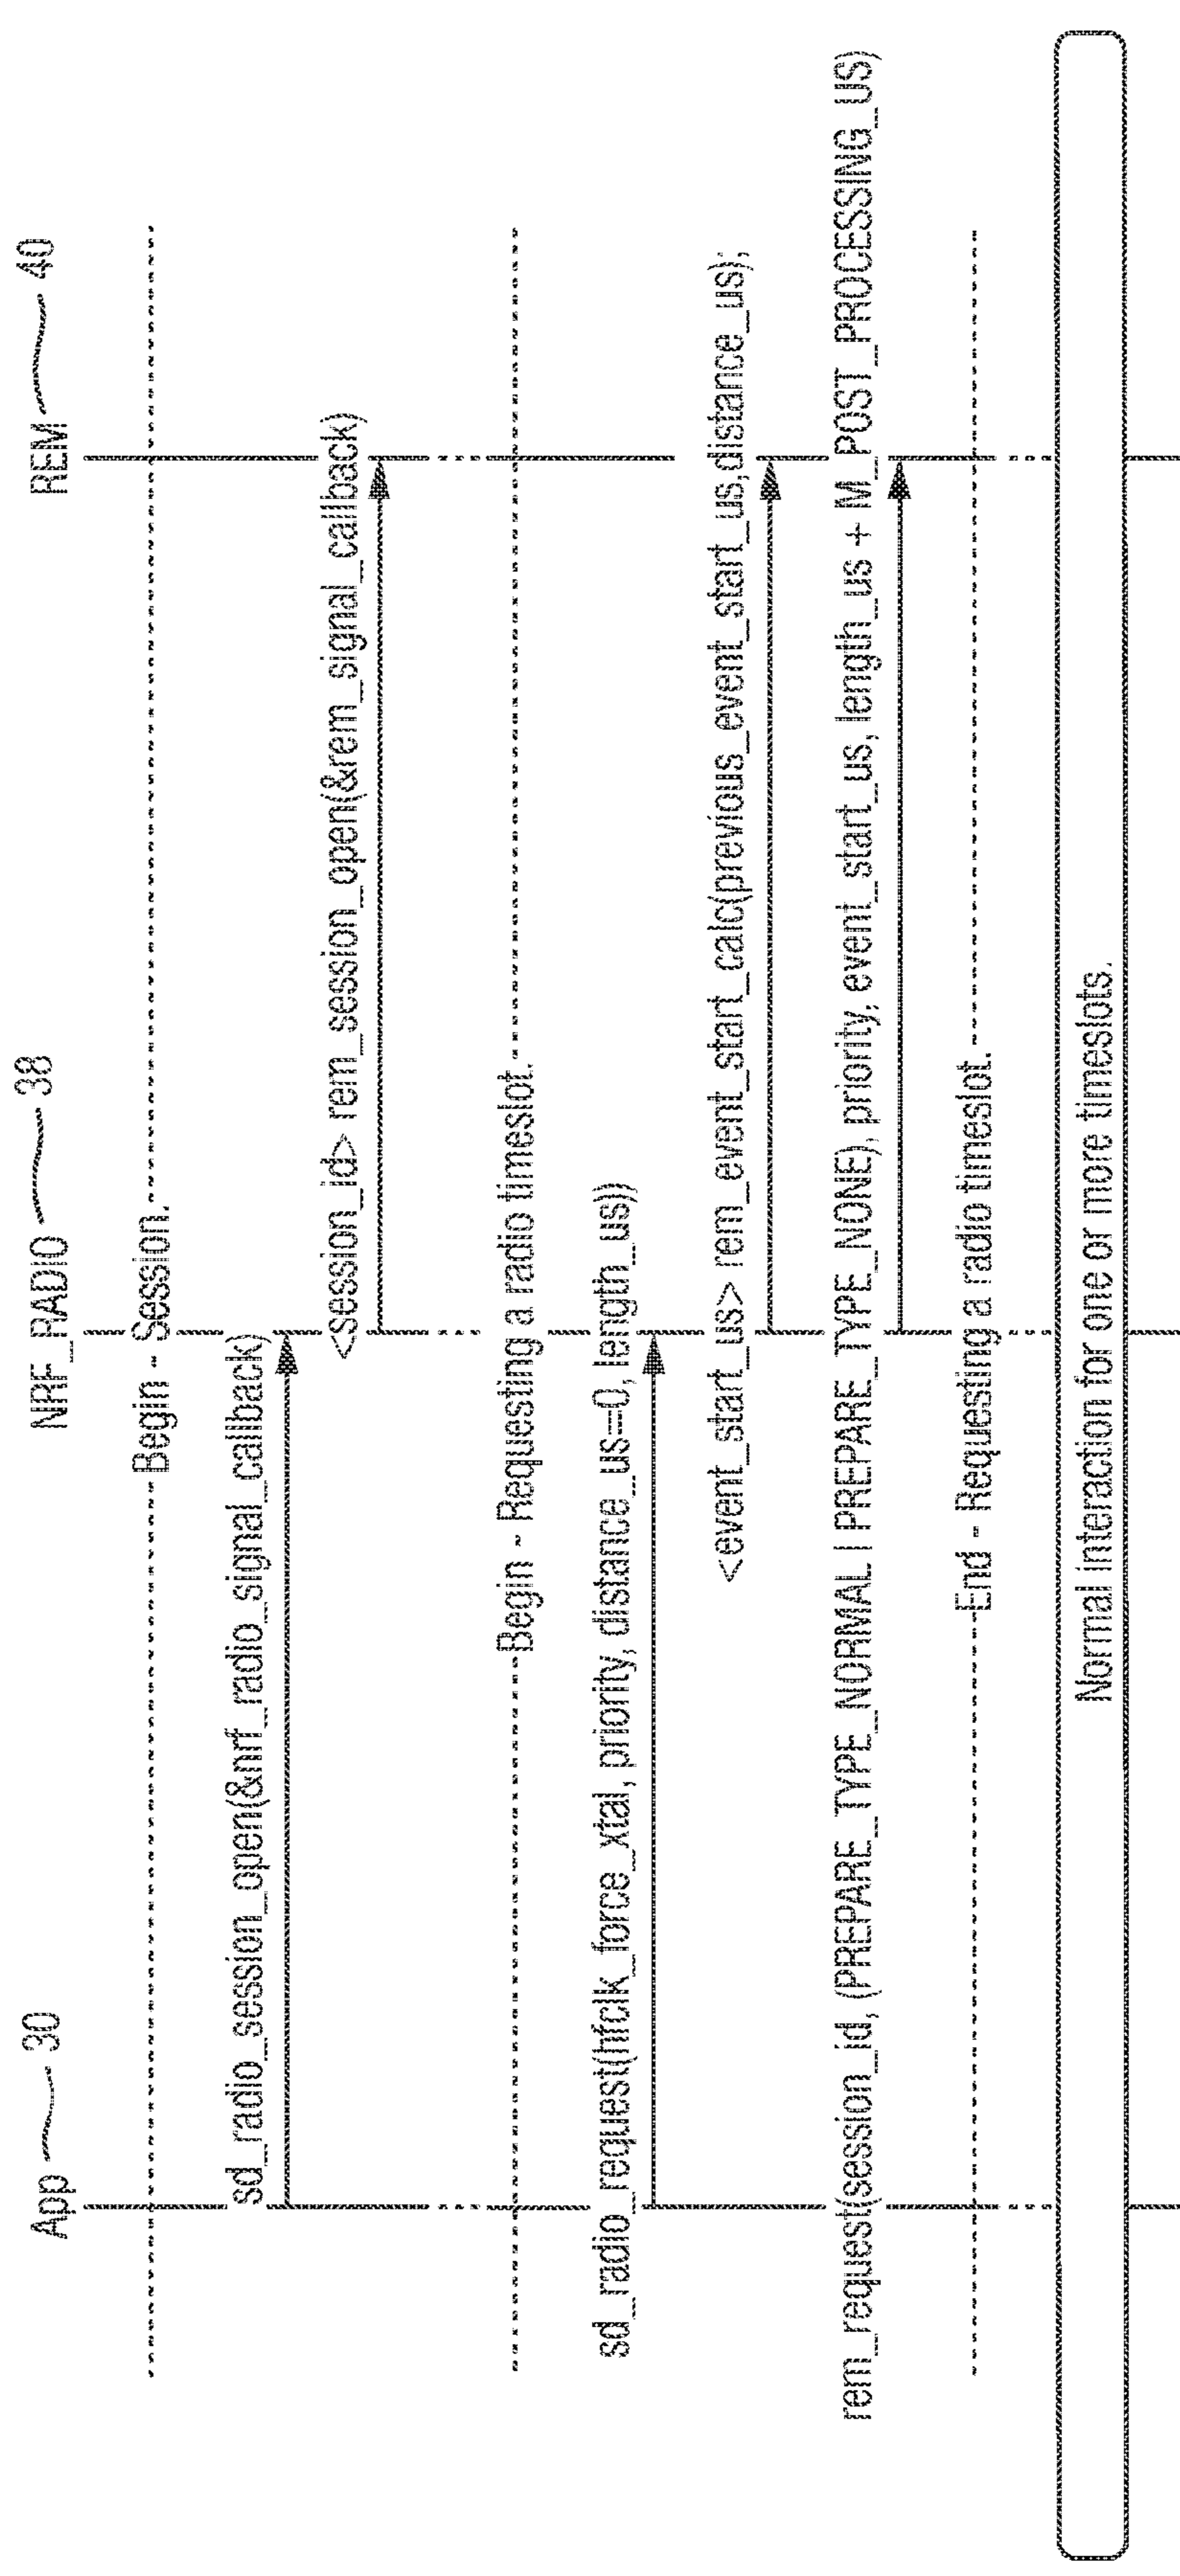 App 30 NRF_RADIO 38 REM 40
Begin - Session.
sd_radio_session_open(&nrf_radio_signal_callback)
<session_id> rem_session_open(&rem_signal_callback)
Begin - Requesting a radio timeslot.
sd_radio_request(hfclk_force_xtal, priority, distance_us=0, length_us))
<event_start_us> rem_event_start_calc(previous_event_start_us,distance_us);
rem_request(session_id, (PREPARE_TYPE_NORMAL | PREPARE_TYPE_NONE), priority, event_start_us, length_us + M_POST_PROCESSING_US)
End - Requesting a radio timeslot.
Normal interaction for one or more timeslots.